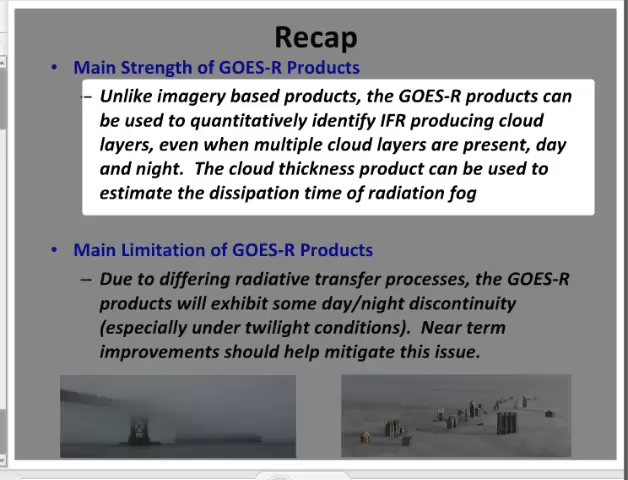 Recap
• Main Strength of GOES-R Products
– Unlike imagery based products, the GOES-R products can
be used to quantitatively identify IFR producing cloud
layers, even when multiple cloud layers are present, day
and night. The cloud thickness product can be used to
estimate the dissipation time of radiation fog
• Main Limitation of GOES-R Products
– Due to differing radiative transfer processes, the GOES-R
products will exhibit some day/night discontinuity
(especially under twilight conditions). Near term
improvements should help mitigate this issue.